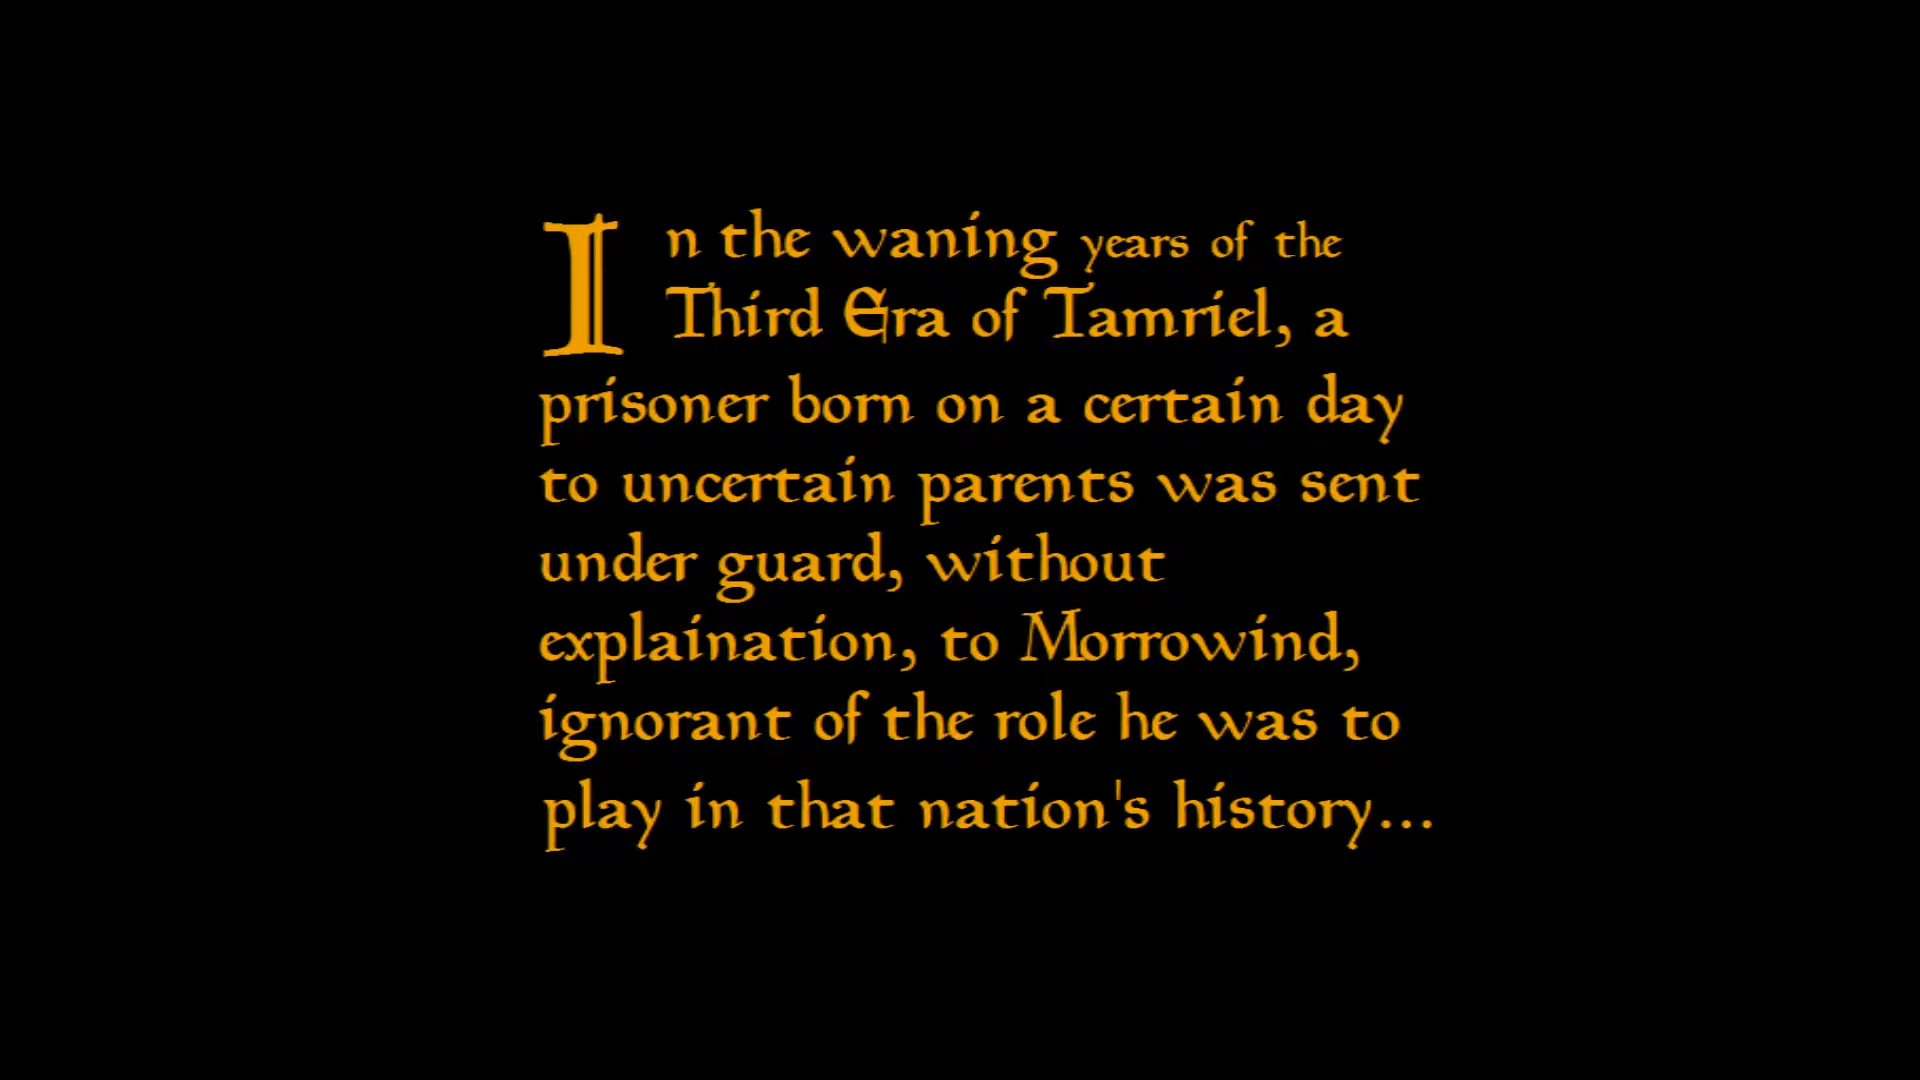 In the waning years of the
Third Era of Tamriel, a
prisoner born on a certain day
to uncertain parents was sent
under guard, without
explaination, to Morrowind,
ignorant of the role he was to
play in that nation's history...